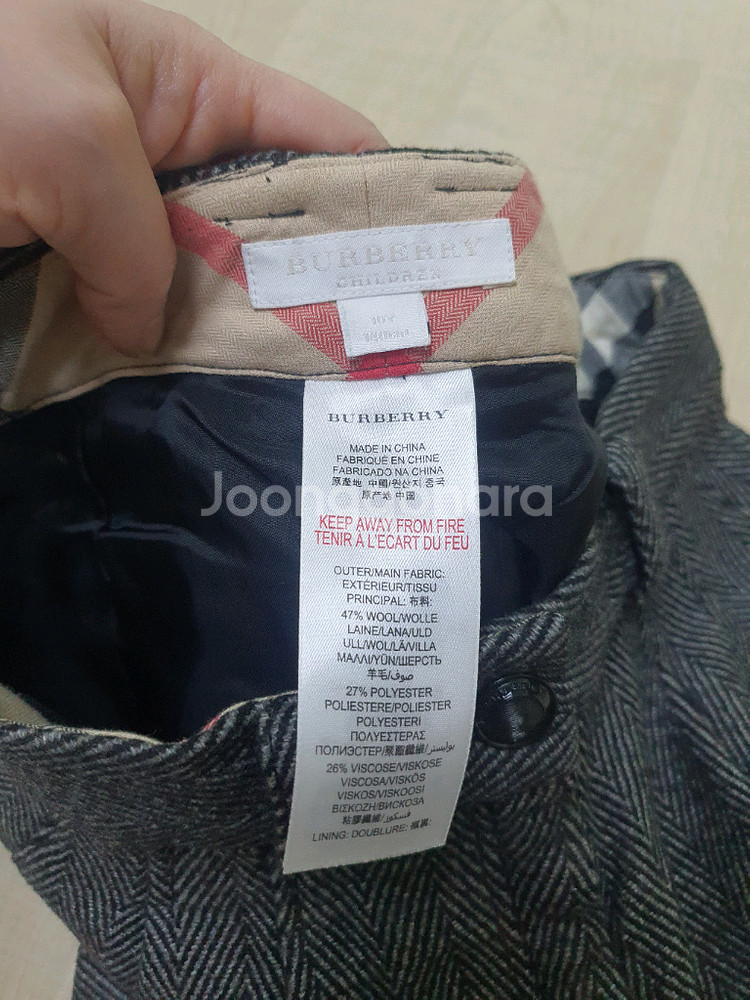 BURBERRY
CHILDREN
10Y
BURBERRY
MADE IN CHINA
FABRIQUÉ EN CHINE
FABRICADO NA CHINA
原產地 中國/원산지 중국
原产地 中国
Joonggonara
KEEP AWAY FROM FIRE
TENIR À L'ECART DU FEU
OUTER/MAIN FABRIC:
EXTÉRIEUR/TISSU
PRINCIPAL: 布料:
47% WOOL/WOLLE
LAINE/LANA/ULD
ULL/WOL/LÃ/VILLA
ΜΑΛΛΙ/YÜN/ШЕРСТЬ
羊毛/صوف
27% POLYESTER
POLIESTERE/POLIESTER
POLYESTERI
ΠΟΛΥΕΣΤΕΡΑΣ
ПОЛИЭСТЕР/聚酯纖維/بوليستر
26% VISCOSE/VISKOSE
VISCOSA/VISCÕS
VISKOS/VISKOOSI
ΒΙΣΚΟΖΗ/ВИСКОЗА
粘膠纖維/فسكوز
LINING: DOUBLURE: 襯裏: